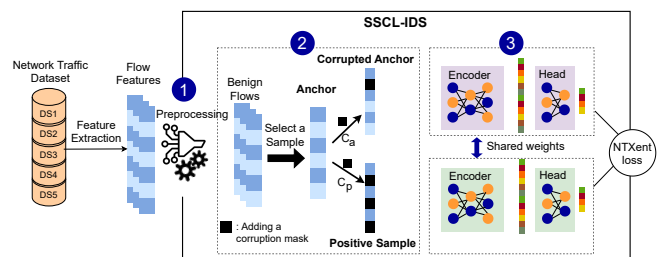 SSCL-IDS
Network Traffic
Dataset
DS1
DS2
DS3
DS4
DS5
Feature
Extraction
Flow
Features
1
Preprocessing
2
Benign
Flows
Select a
Sample
Anchor
Corrupted Anchor
Ca
Cp
: Adding a
corruption mask
Positive Sample
3
Encoder
Head
Shared weights
Encoder
Head
NTXent
loss